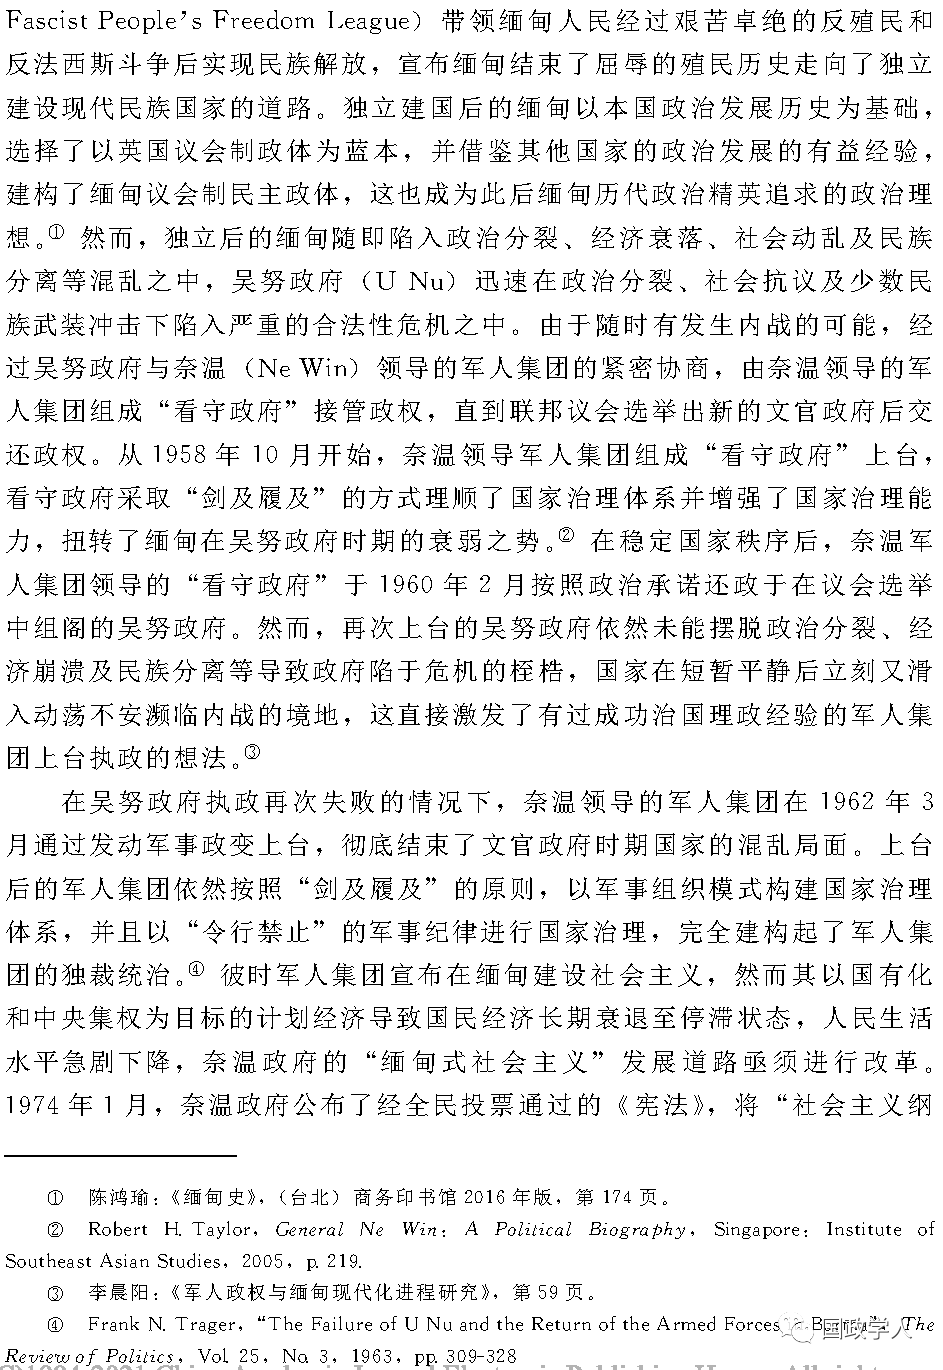 Fascist People's Freedom League）带领缅甸人民经过艰苦卓绝的反殖民和
反法西斯斗争后实现民族解放，宣布缅甸结束了屈辱的殖民历史走向了独立
建设现代民族国家的道路。独立建国后的缅甸以本国政治发展历史为基础，
选择了以英国议会制政体为蓝本，并借鉴其他国家的政治发展的有益经验，
建构了缅甸议会制民主政体，这也成为此后缅甸历代政治精英追求的政治理
想。① 然而，独立后的缅甸随即陷入政治分裂、经济衰落、社会动乱及民族
分离等混乱之中，吴努政府（U Nu）迅速在政治分裂、社会抗议及少数民
族武装冲击下陷入严重的合法性危机之中。由于随时有发生内战的可能，经
过吴努政府与奈温（Ne Win）领导的军人集团的紧密协商，由奈温领导的军
人集团组成“看守政府”接管政权，直到联邦议会选举出新的文官政府后交
还政权。从 1958 年 10 月开始，奈温领导军人集团组成“看守政府”上台，
看守政府采取“剑及履及”的方式理顺了国家治理体系并增强了国家治理能
力，扭转了缅甸在吴努政府时期的衰弱之势。② 在稳定国家秩序后，奈温军
人集团领导的“看守政府”于 1960 年 2 月按照政治承诺还政于在议会选举
中组阁的吴努政府。然而，再次上台的吴努政府依然未能摆脱政治分裂、经
济崩溃及民族分离等导致政府陷于危机的桎梏，国家在短暂平静后立刻又滑
入动荡不安濒临内战的境地，这直接激发了有过成功治国理政经验的军人集
团上台执政的想法。③
在吴努政府执政再次失败的情况下，奈温领导的军人集团在 1962 年 3
月通过发动军事政变上台，彻底结束了文官政府时期国家的混乱局面。上台
后的军人集团依然按照“剑及履及”的原则，以军事组织模式构建国家治理
体系，并且以“令行禁止”的军事纪律进行国家治理，完全建构起了军人集
团的独裁统治。④ 彼时军人集团宣布在缅甸建设社会主义，然而其以国有化
和中央集权为目标的计划经济导致国民经济长期衰退至停滞状态，人民生活
水平急剧下降，奈温政府的“缅甸式社会主义”发展道路亟须进行改革。
1974 年 1 月，奈温政府公布了经全民投票通过的《宪法》，将“社会主义纲
① 陈鸿瑜：《缅甸史》，（台北）商务印书馆 2016 年版，第 174 页。
② Robert H. Taylor, General Ne Win: A Political Biography, Singapore: Institute of
Southeast Asian Studies, 2005, p. 219.
③ 李晨阳：《军人政权与缅甸现代化进程研究》，第 59 页。
④ Frank N. Trager, “The Failure of U Nu and the Return of the Armed Forces The
国政学人
Review of Politics, Vol. 25, No. 3, 1963, pp. 309-328